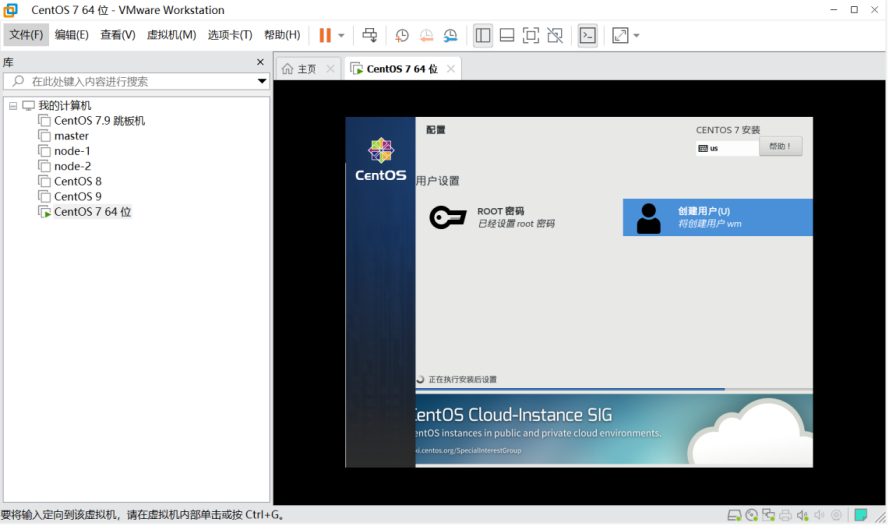 CentOS 7 64 位 - VMware Workstation
文件(F) 编辑(E) 查看(V) 虚拟机(M) 选项卡(T) 帮助(H)
库
主页 CentOS 7 64 位
在此处键入内容进行搜索
我的计算机
CentOS 7.9 跳板机
master
node-1
node-2
CentOS 8
CentOS 9
CentOS 7 64 位
CentOS
配置
CENTOS 7 安装
us
帮助！
用户设置
ROOT 密码
已经设置 root 密码
创建用户(U)
将创建用户 wm
正在执行安装后设置
entOS Cloud-Instance SIG
entOS instances in public and private cloud environments.
ki.centos.org/SpecialInterestGroup
要将输入定向到该虚拟机，请在虚拟机内部单击或按 Ctrl+G。